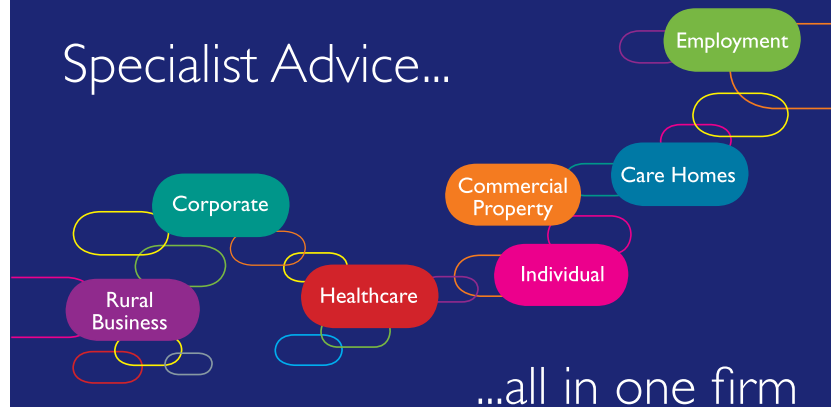 Specialist Advice...
Employment
Care Homes
Commercial
Property
Corporate
Individual
Healthcare
Rural
Business
...all in one firm